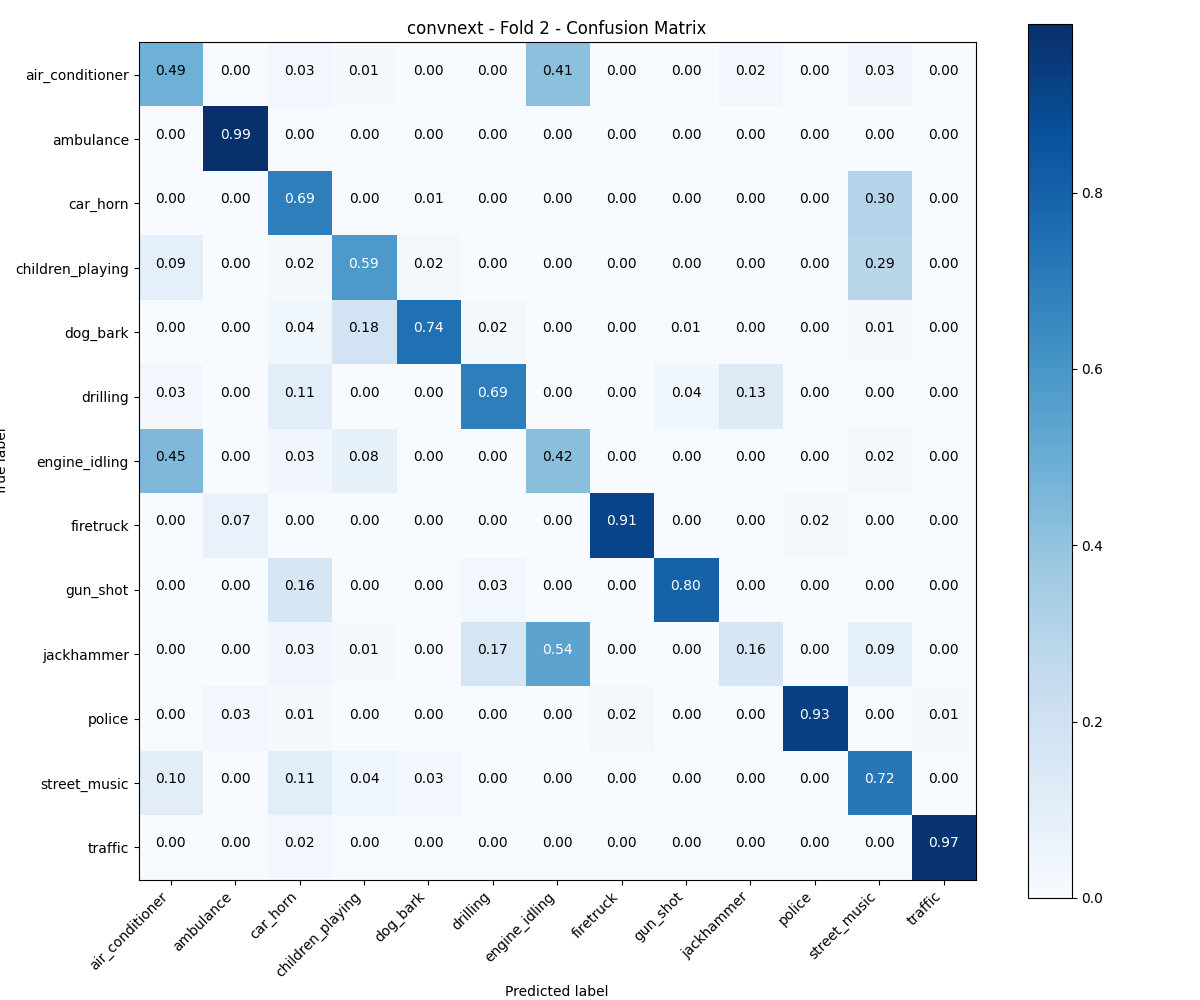 convnext - Fold 2 - Confusion Matrix
air_conditioner 0.49 0.00 0.03 0.01 0.00 0.00 0.41 0.00 0.00 0.02 0.00 0.03 0.00
ambulance 0.00 0.99 0.00 0.00 0.00 0.00 0.00 0.00 0.00 0.00 0.00 0.00 0.00
car_horn 0.00 0.00 0.69 0.00 0.01 0.00 0.00 0.00 0.00 0.00 0.00 0.30 0.00
children_playing 0.09 0.00 0.02 0.59 0.02 0.00 0.00 0.00 0.00 0.00 0.00 0.29 0.00
dog_bark 0.00 0.00 0.04 0.18 0.74 0.02 0.00 0.00 0.01 0.00 0.00 0.01 0.00
drilling 0.03 0.00 0.11 0.00 0.00 0.69 0.00 0.00 0.04 0.13 0.00 0.00 0.00
engine_idling 0.45 0.00 0.03 0.08 0.00 0.00 0.42 0.00 0.00 0.00 0.00 0.02 0.00
firetruck 0.00 0.07 0.00 0.00 0.00 0.00 0.00 0.91 0.00 0.00 0.02 0.00 0.00
gun_shot 0.00 0.00 0.16 0.00 0.00 0.03 0.00 0.00 0.80 0.00 0.00 0.00 0.00
jackhammer 0.00 0.00 0.03 0.01 0.00 0.17 0.54 0.00 0.00 0.16 0.00 0.09 0.00
police 0.00 0.03 0.01 0.00 0.00 0.00 0.00 0.02 0.00 0.00 0.93 0.00 0.01
street_music 0.10 0.00 0.11 0.04 0.03 0.00 0.00 0.00 0.00 0.00 0.00 0.72 0.00
traffic 0.00 0.00 0.02 0.00 0.00 0.00 0.00 0.00 0.00 0.00 0.00 0.00 0.97
air_conditioner ambulance car_horn children_playing dog_bark drilling engine_idling firetruck gun_shot jackhammer police street_music traffic
Predicted label
label
0.8
0.6
0.4
0.2
0.0